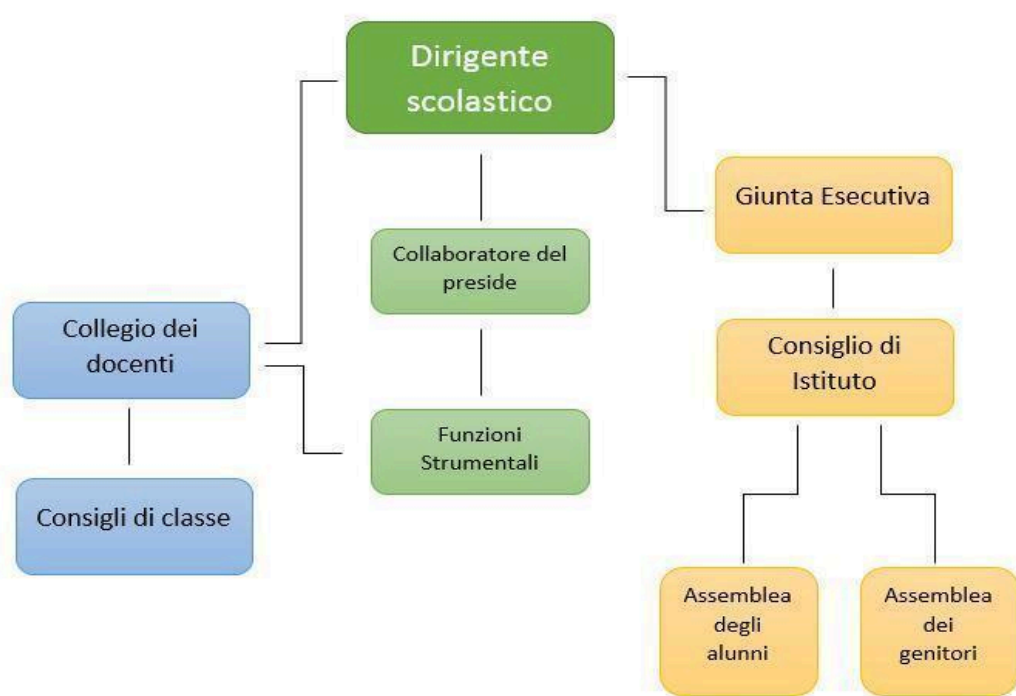 Dirigente
scolastico
Giunta Esecutiva
Collaboratore del
preside
Collegio dei
docenti
Consiglio di
Istituto
Funzioni
Strumentali
Consigli di classe
Assemblea
degli
alunni
Assemblea
dei
genitori